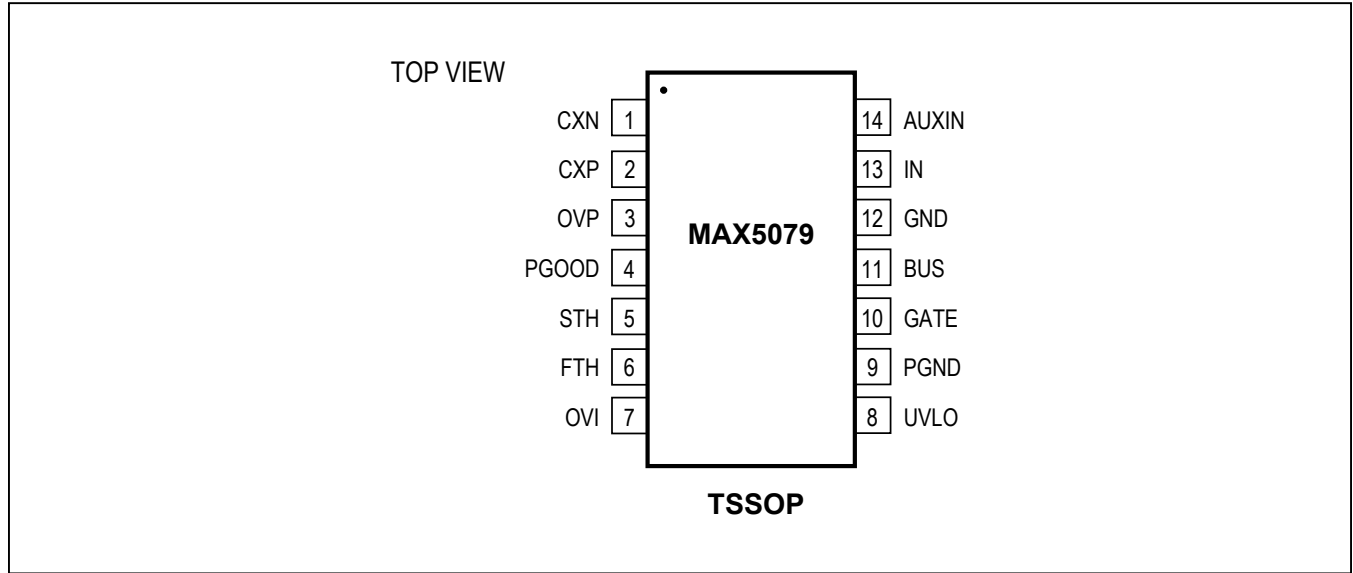 TOP VIEW
CXN 1 14 AUXIN
CXP 2 13 IN
OVP 3 12 GND
MAX5079
PGOOD 4 11 BUS
STH 5 10 GATE
FTH 6 9 PGND
OVI 7 8 UVLO
TSSOP